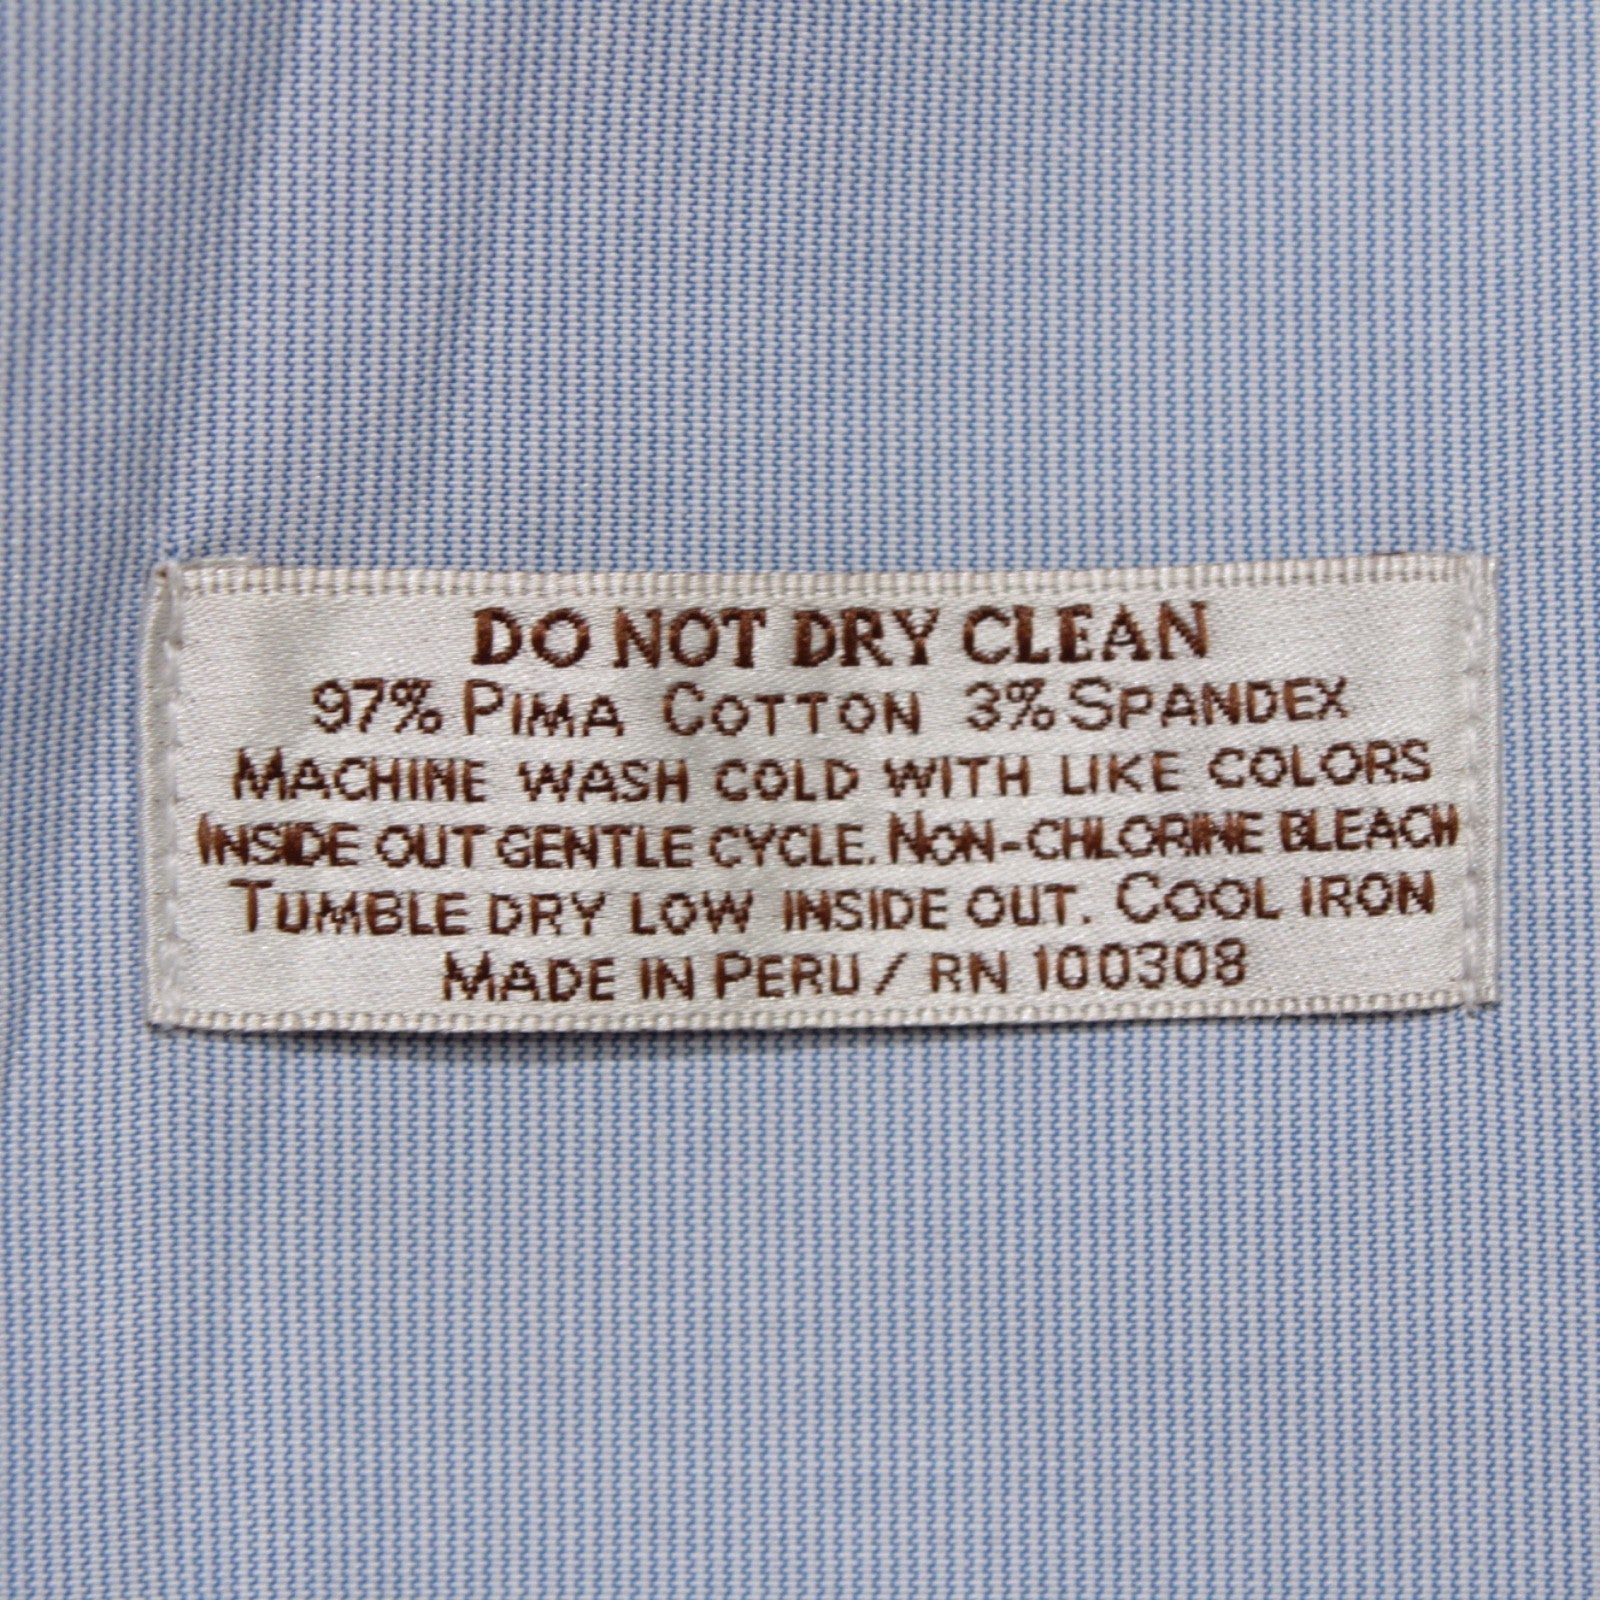 DO NOT DRY CLEAN
97% PIMA COTTON 3% SPANDEX
MACHINE WASH COLD WITH LIKE COLORS
INSIDE OUT GENTLE CYCLE. NON-CHLORINE BLEACH
TUMBLE DRY LOW INSIDE OUT. COOL IRON
MADE IN PERU / RN 100308